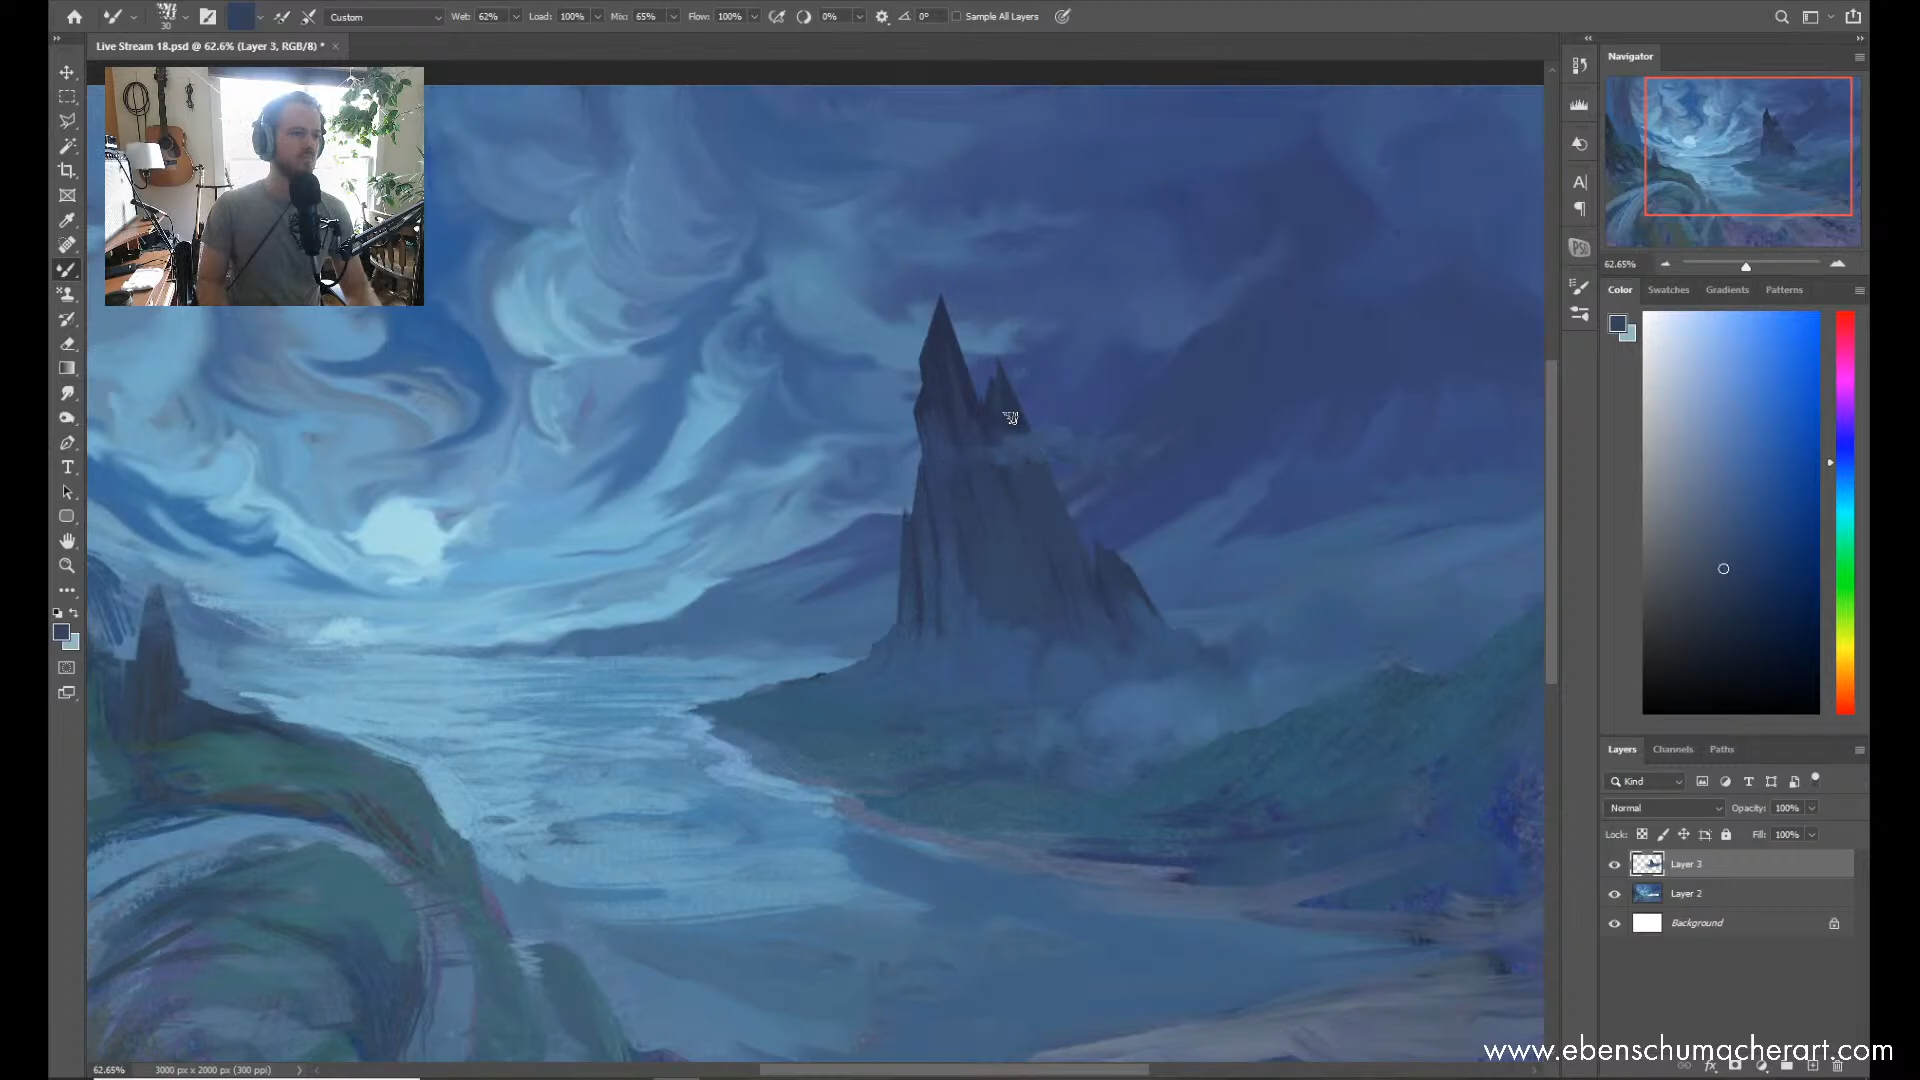 30
Custom
Wet: 62%
Load: 100%
Mix: 65%
Flow: 100%
0%
0°
Sample All Layers
Live Stream 18.psd @ 62.6% (Layer 3, RGB/8) *
Navigator
62.65%
Color
Swatches
Gradients
Patterns
Layers
Channels
Paths
Kind
Normal
Opacity: 100%
Lock:
Fill: 100%
Layer 3
Layer 2
Background
www.ebenschumacherart.com
62.65%
3000 px x 2000 px (300 ppi)